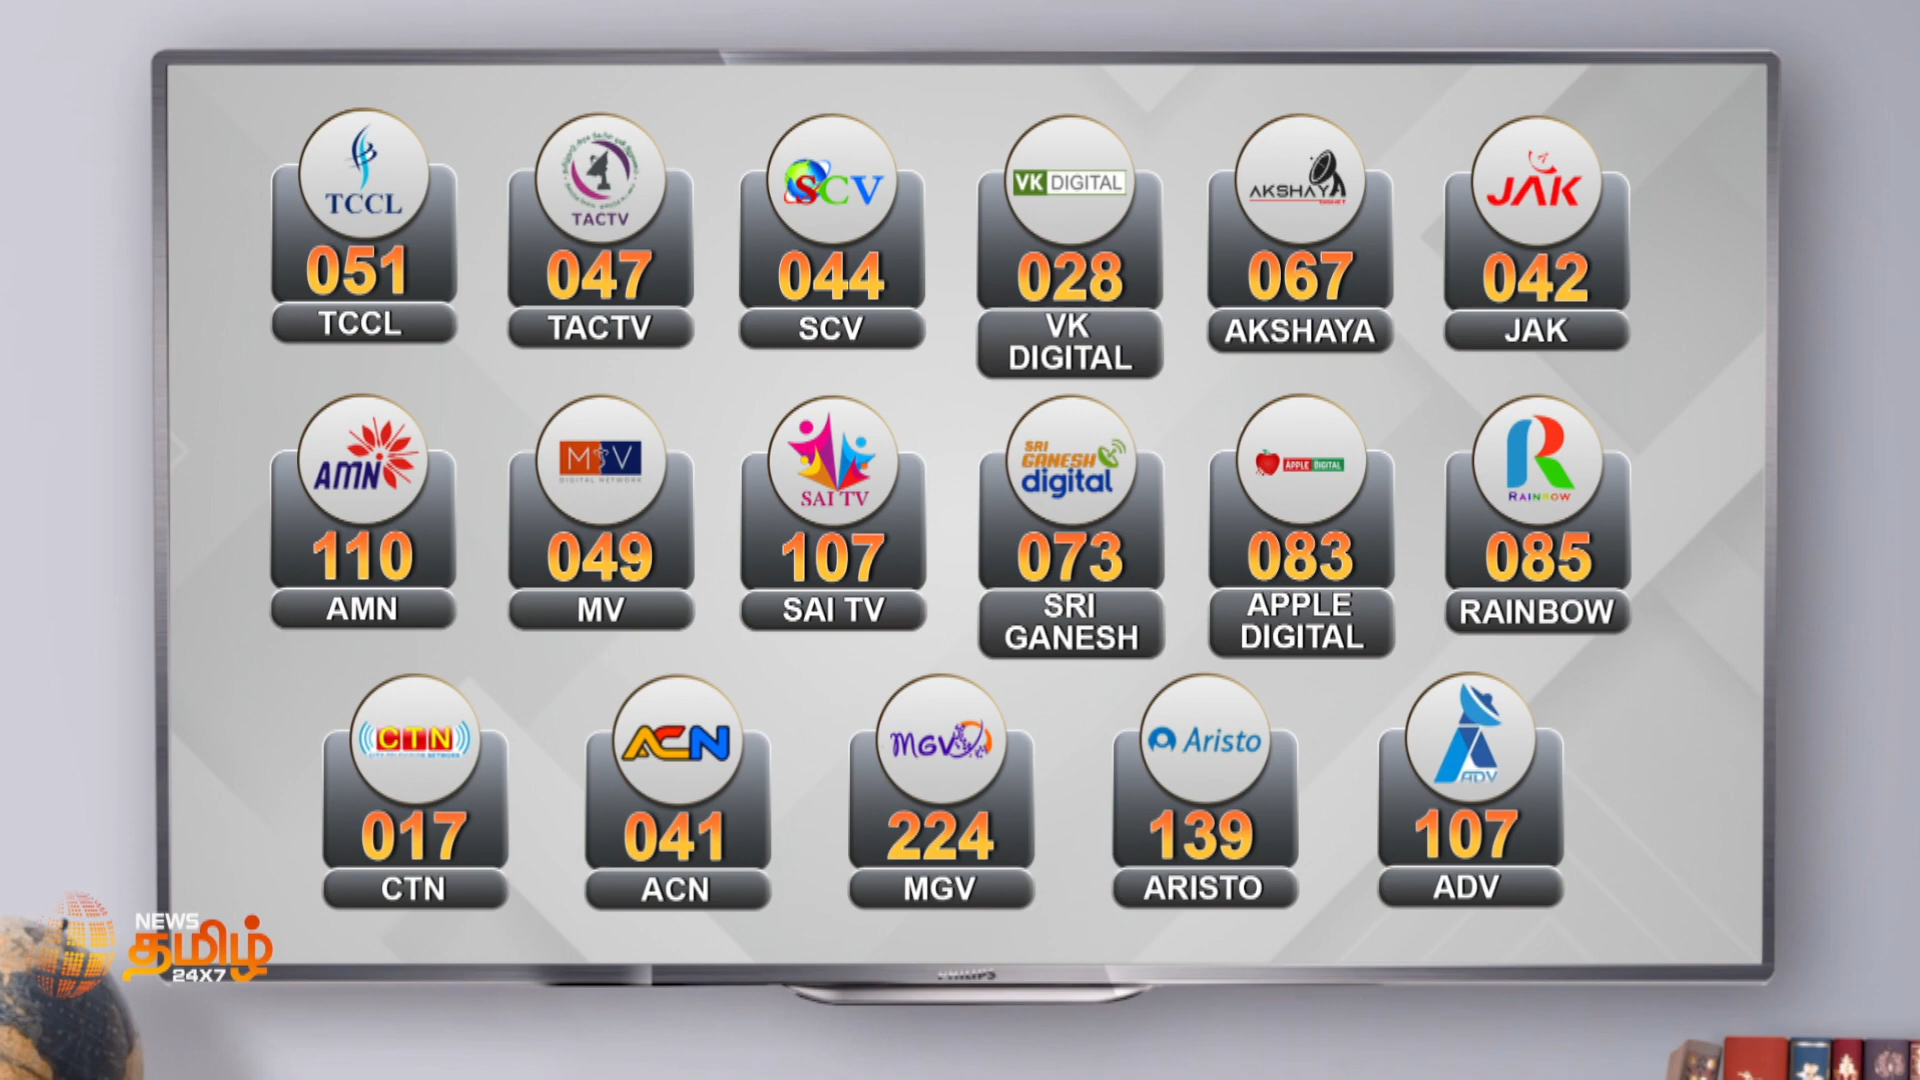 TCCL
TACTV
SCV
VK DIGITAL
AKSHAYA
JAK
051
047
044
028
067
042
TCCL
TACTV
SCV
VK
DIGITAL
AKSHAYA
JAK
AMN
MV
DIGITAL NETWORK
SAI TV
SRI
GANESH
digital
APPLE DIGITAL
RAINBOW
110
049
107
073
083
085
AMN
MV
SAI TV
SRI
GANESH
APPLE
DIGITAL
RAINBOW
CTN
ACN
MGV
Aristo
ADV
017
041
224
139
107
CTN
ACN
MGV
ARISTO
ADV
NEWS
தமிழ்
24X7
PHILIPS